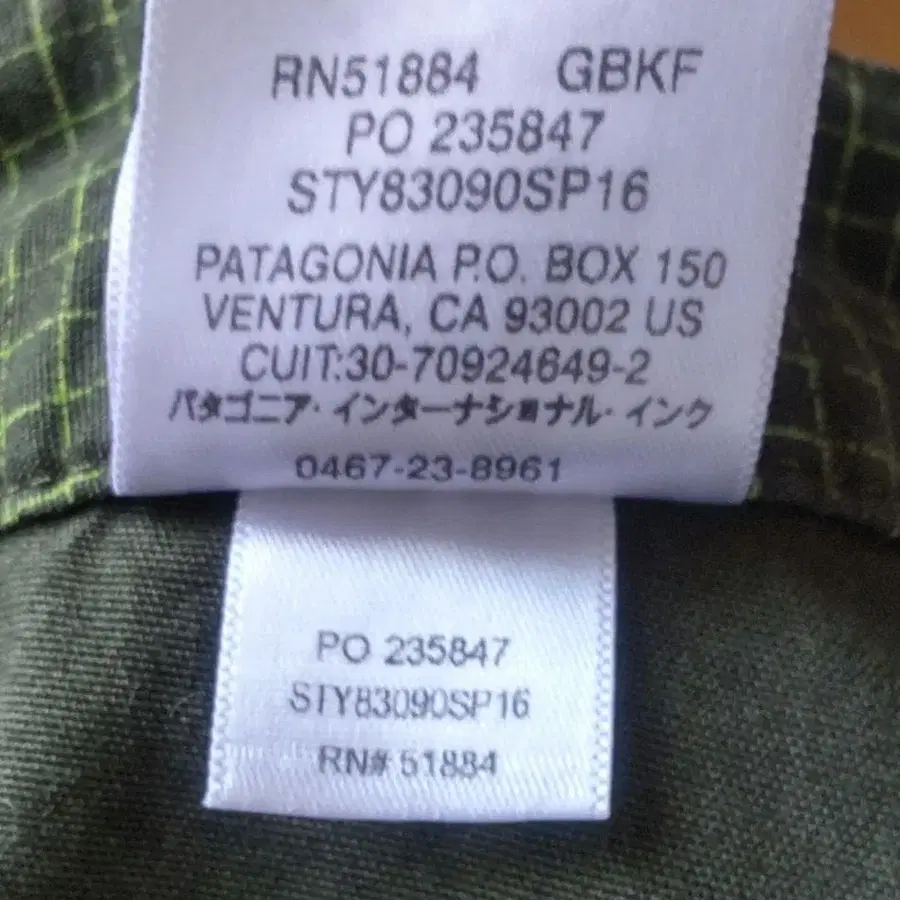 RN51884 GBKF
PO 235847
STY83090SP16
PATAGONIA P.O. BOX 150
VENTURA, CA 93002 US
CUIT:30-70924649-2
パタゴニア・インターナショナル・インク
0467-23-8961
PO 235847
STY83090SP16
RN# 51884